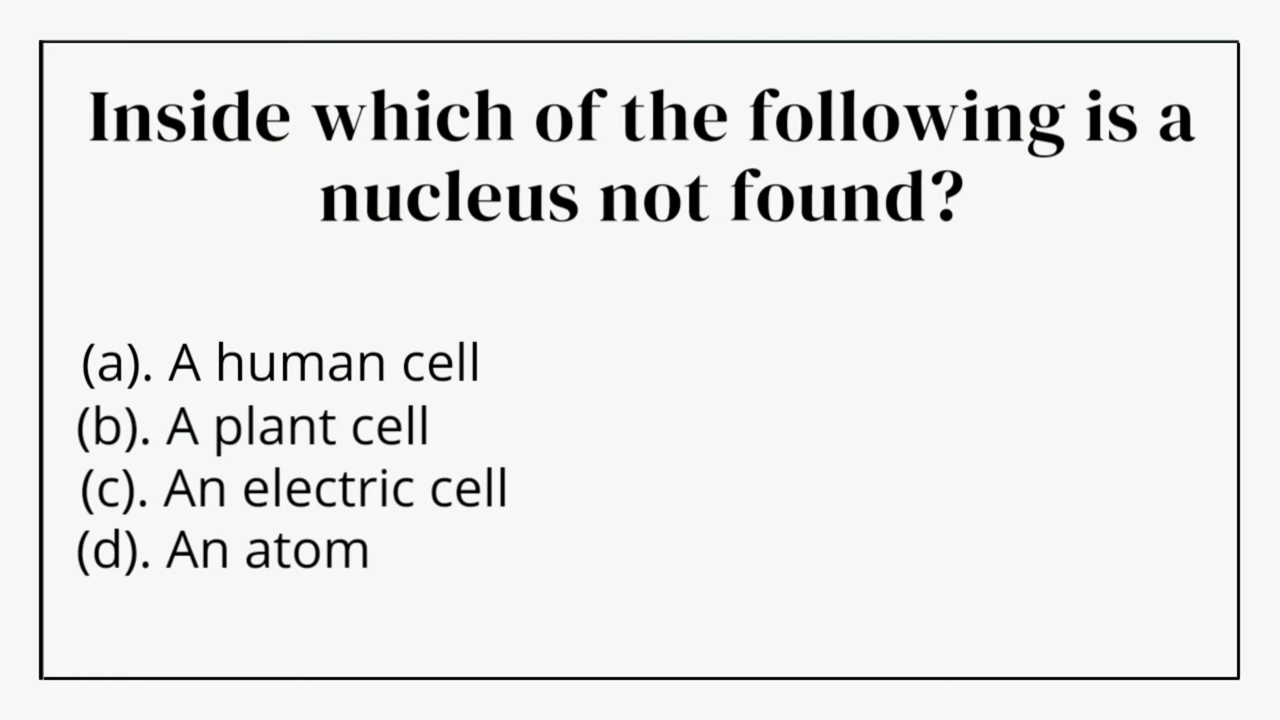 Inside which of the following is a
nucleus not found?
(a). A human cell
(b). A plant cell
(c). An electric cell
(d). An atom